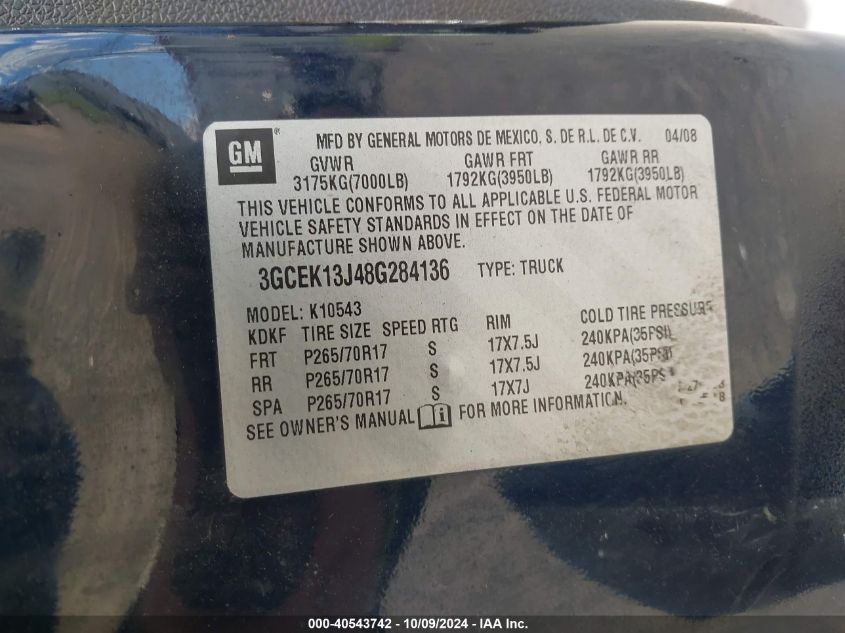 GM ® MFD BY GENERAL MOTORS DE MEXICO, S. DE R.L. DE C.V. 04/08
GVWR GAWR FRT GAWR RR
3175KG(7000LB) 1792KG(3950LB) 1792KG(3950LB)
THIS VEHICLE CONFORMS TO ALL APPLICABLE U.S. FEDERAL MOTOR
VEHICLE SAFETY STANDARDS IN EFFECT ON THE DATE OF
MANUFACTURE SHOWN ABOVE.
3GCEK13J48G284136 TYPE: TRUCK
MODEL: K10543
KDKF TIRE SIZE SPEED RTG RIM COLD TIRE PRESSURE
FRT P265/70R17 S 17X7.5J 240KPA(35PSI)
RR P265/70R17 S 17X7.5J 240KPA(35PSI)
SPA P265/70R17 S 17X7J 240KPA(35PSI
SEE OWNER'S MANUAL i FOR MORE INFORMATION.
000-40543742 - 10/09/2024 - IAA Inc.